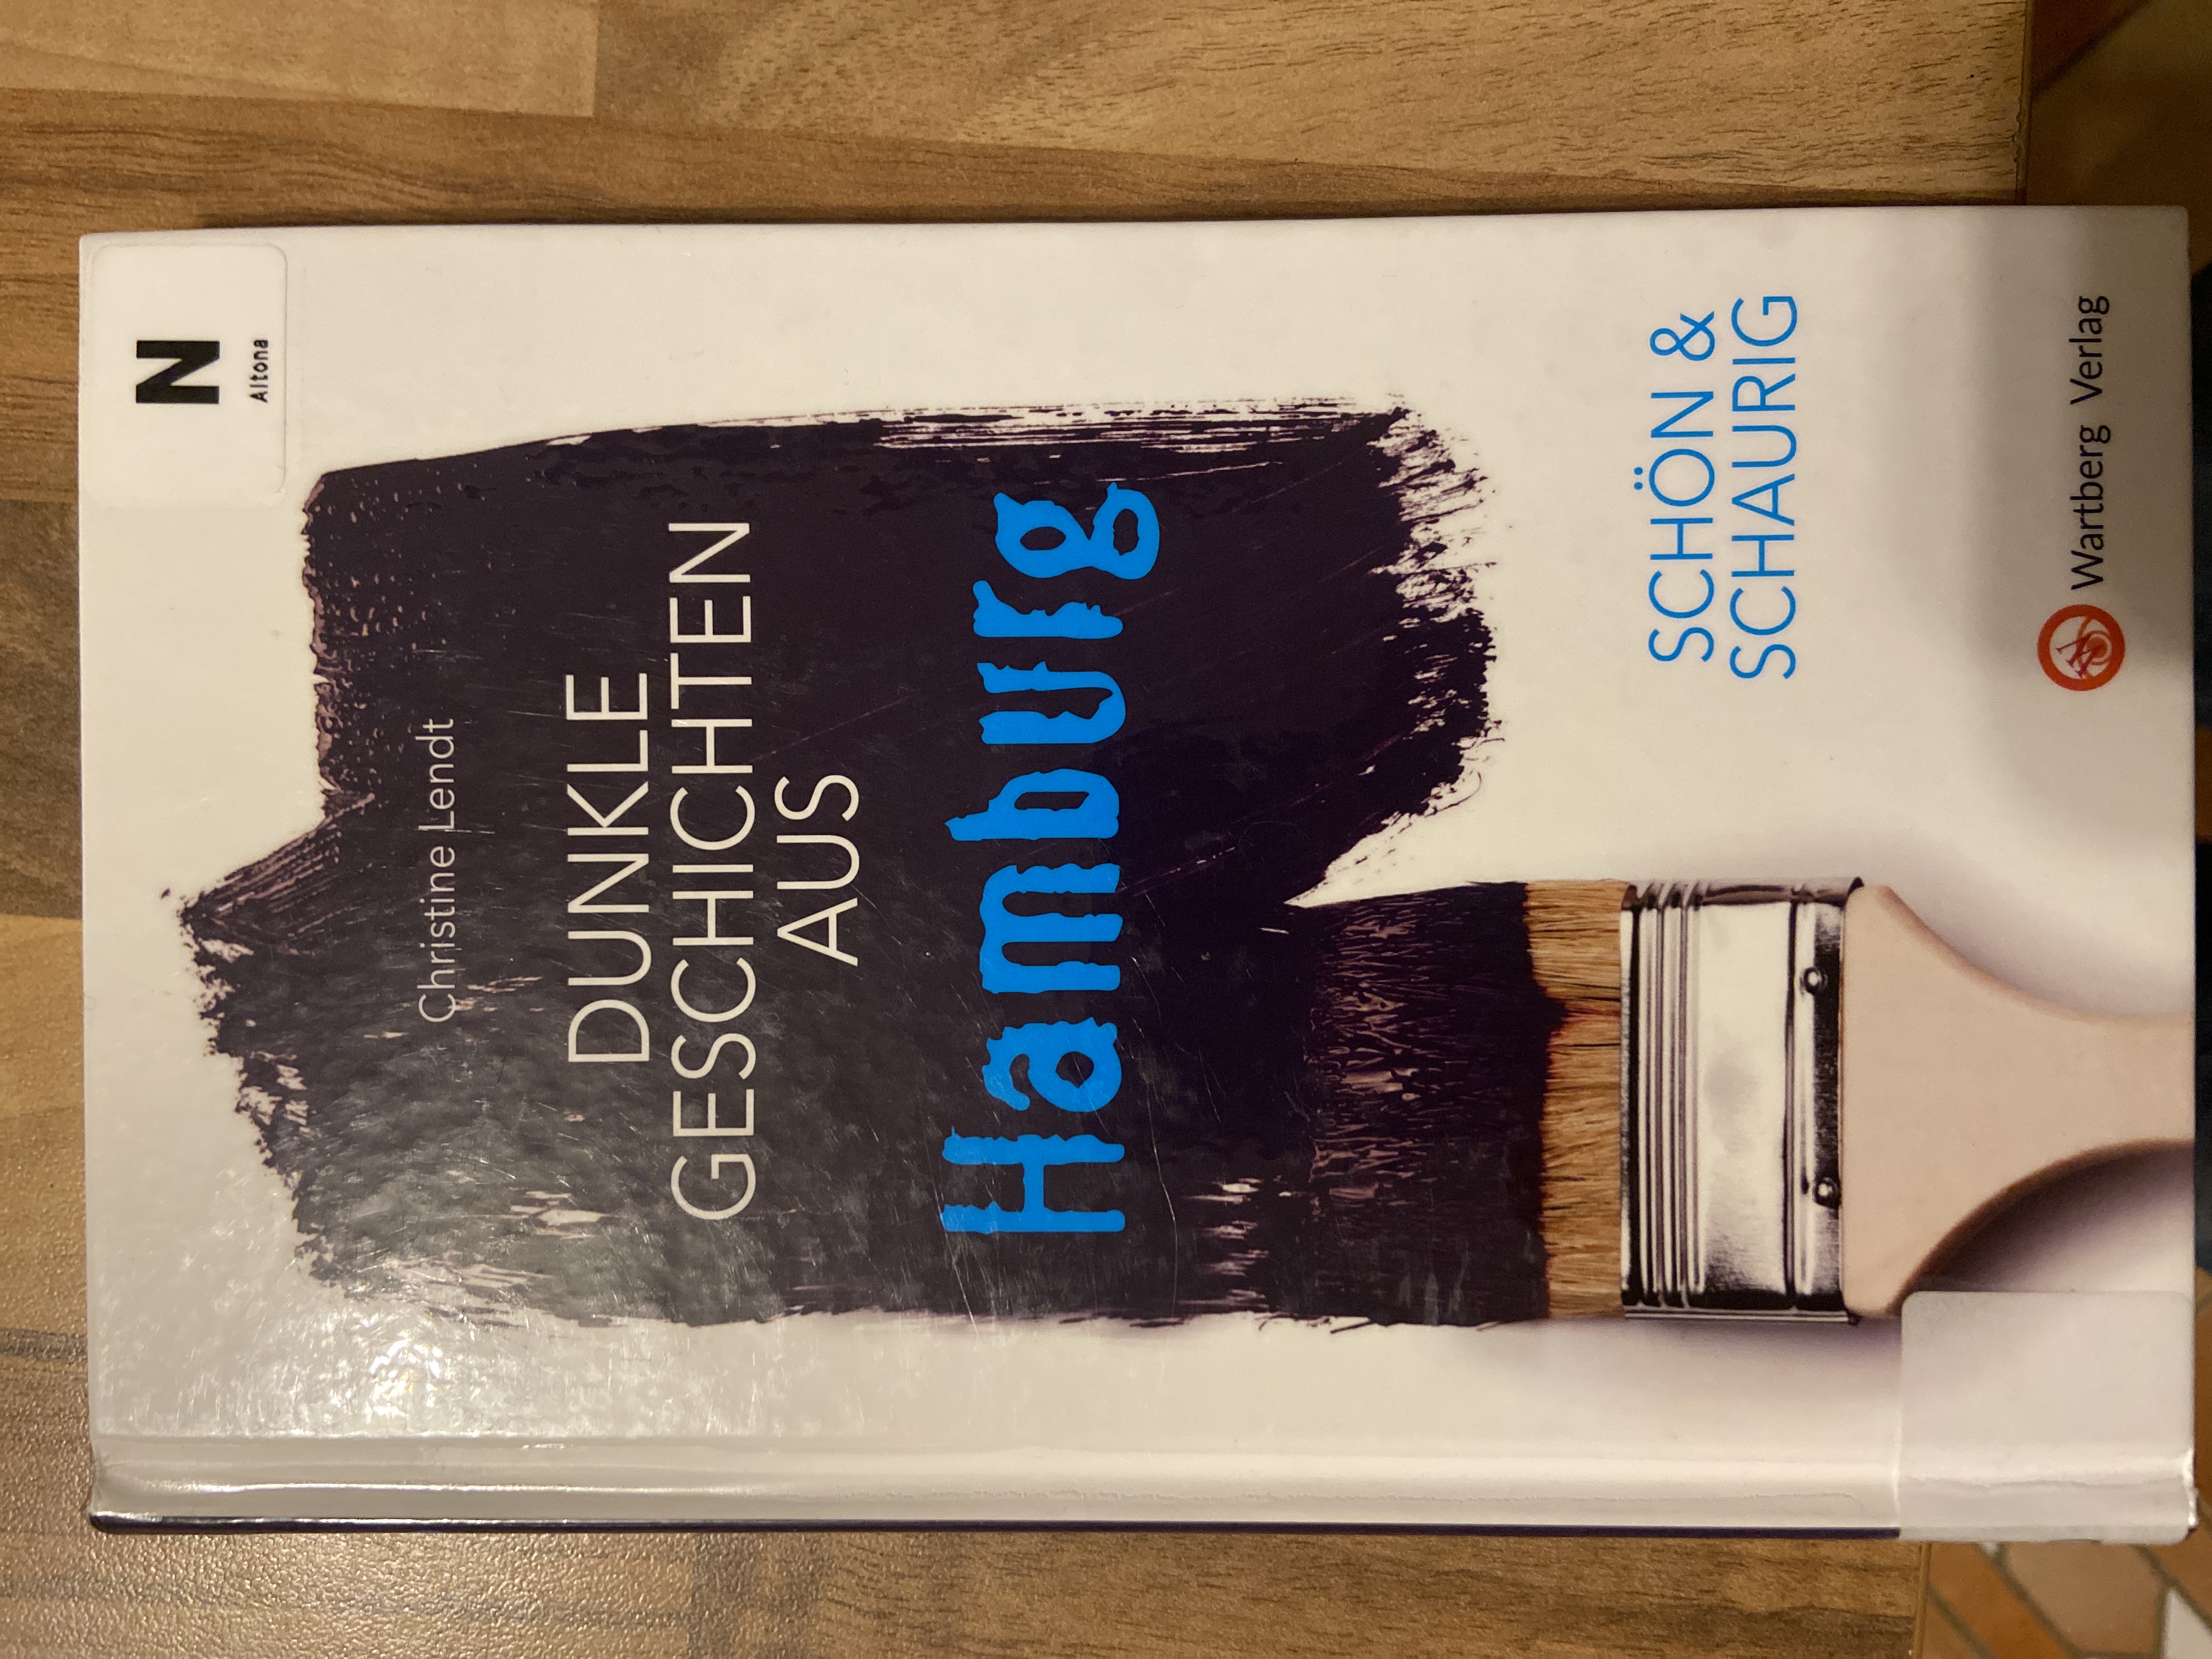 N
Altona
Christine Lendt
DUNKLE
GESCHICHTEN
AUS
Hamburg
SCHÖN &
SCHAURIG
Wartberg Verlag